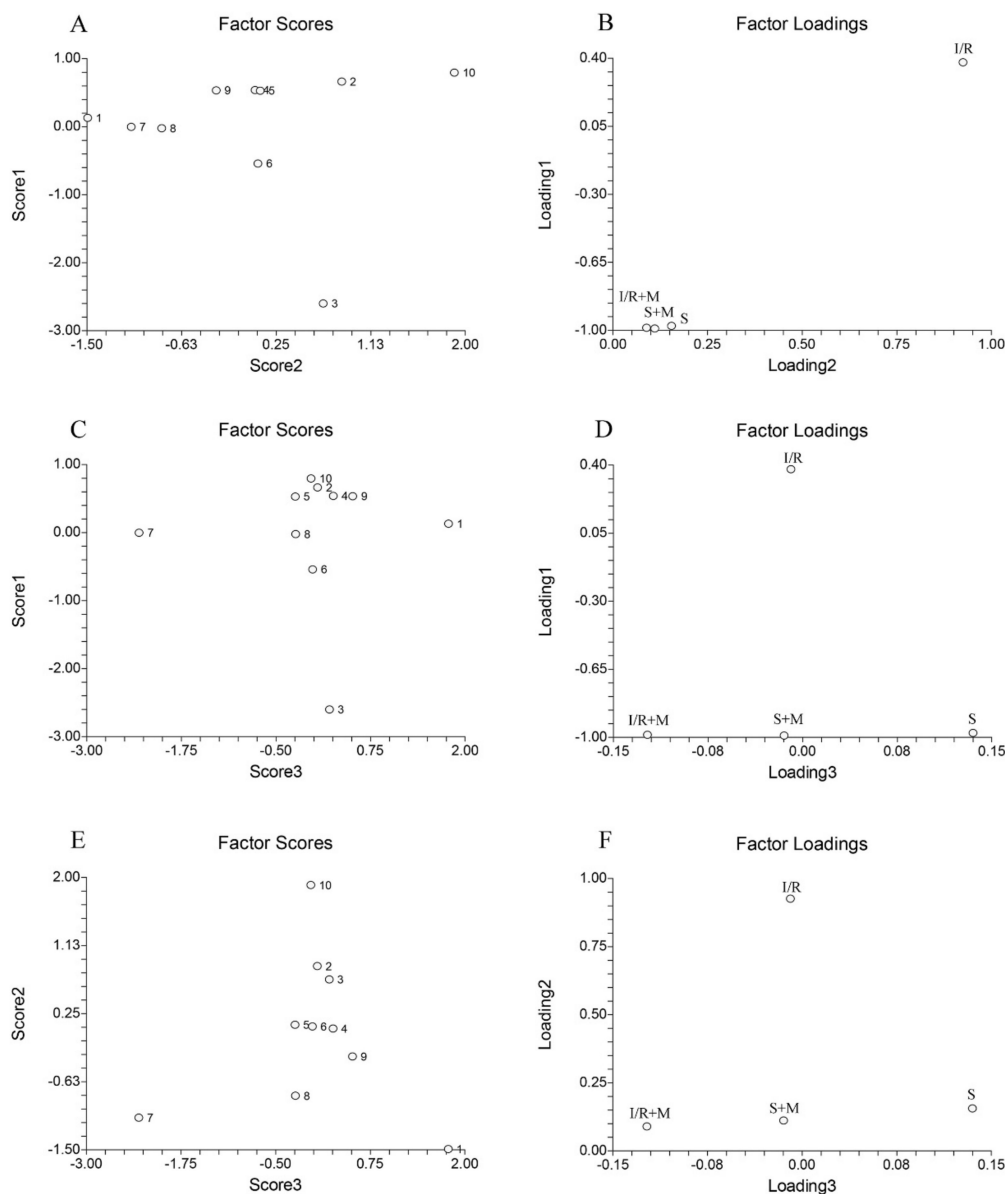 A
Factor Scores
1.00
0.00
-1.00
-2.00
-3.00
Score1
-1.50
-0.63
0.25
1.13
2.00
Score2
1
7
8
9
4
5
6
2
3
10
B
Factor Loadings
0.40
0.05
-0.30
-0.65
-1.00
Loading1
0.00
0.25
0.50
0.75
1.00
Loading2
I/R
I/R+M
S+M
S
C
Factor Scores
1.00
0.00
-1.00
-2.00
-3.00
Score1
-3.00
-1.75
-0.50
0.75
2.00
Score3
10
2
5
4
9
1
7
8
6
3
D
Factor Loadings
0.40
0.05
-0.30
-0.65
-1.00
Loading1
-0.15
-0.08
0.00
0.08
0.15
Loading3
I/R
I/R+M
S+M
S
E
Factor Scores
2.00
1.13
0.25
-0.63
-1.50
Score2
-3.00
-1.75
-0.50
0.75
2.00
Score3
10
2
3
5
6
4
9
8
7
1
F
Factor Loadings
1.00
0.75
0.50
0.25
0.00
Loading2
-0.15
-0.08
0.00
0.08
0.15
Loading3
I/R
I/R+M
S+M
S